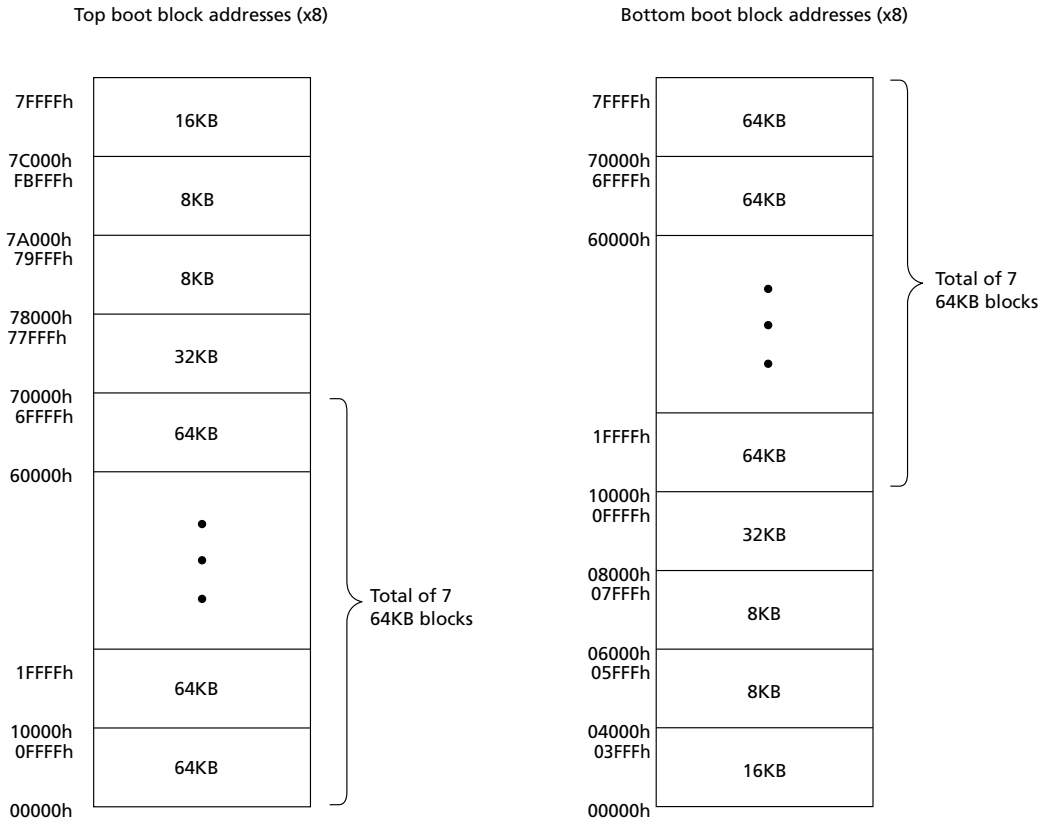 Top boot block addresses (x8)
7FFFFh
16KB
7C000h
FBFFFh
8KB
7A000h
79FFFh
8KB
78000h
77FFFh
32KB
70000h
6FFFFh
64KB
60000h
Total of 7
64KB blocks
1FFFFh
64KB
10000h
0FFFFh
64KB
00000h
Bottom boot block addresses (x8)
7FFFFh
64KB
70000h
6FFFFh
64KB
60000h
Total of 7
64KB blocks
1FFFFh
64KB
10000h
0FFFFh
32KB
08000h
07FFFh
8KB
06000h
05FFFh
8KB
04000h
03FFFh
16KB
00000h